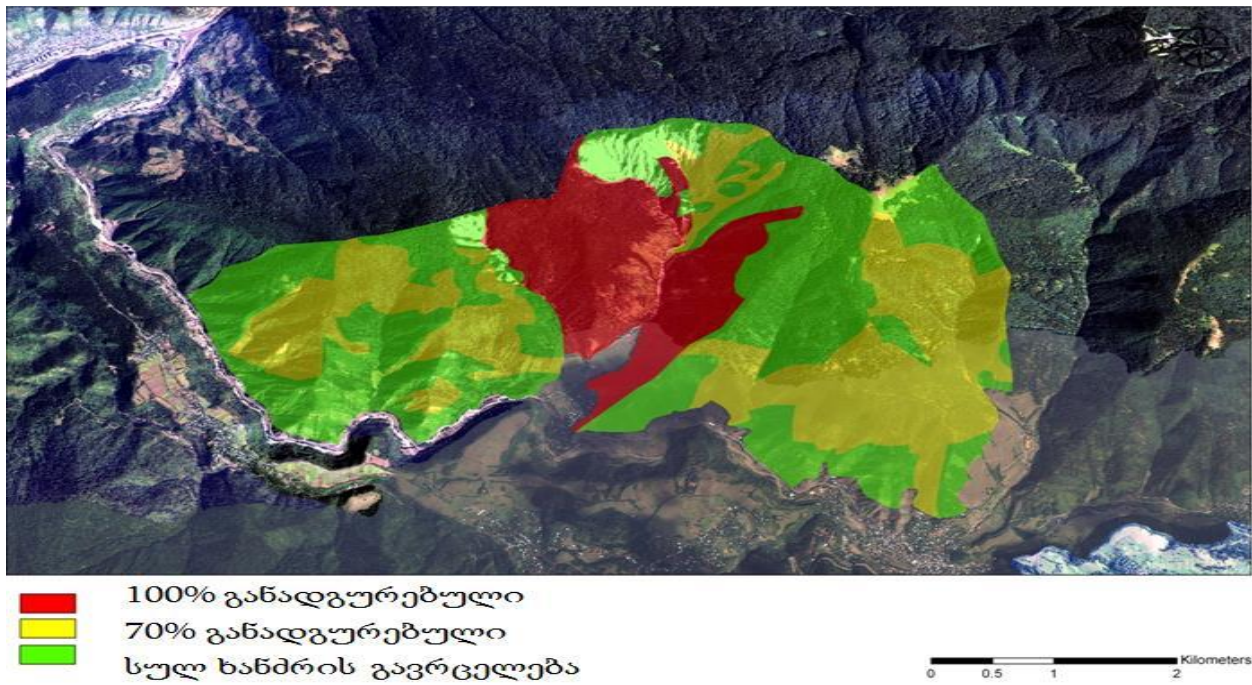 100% განადგურებული
70% განადგურებული
სულ ხანძრის გავრცელება
Kilometers
0 0.5 1 2